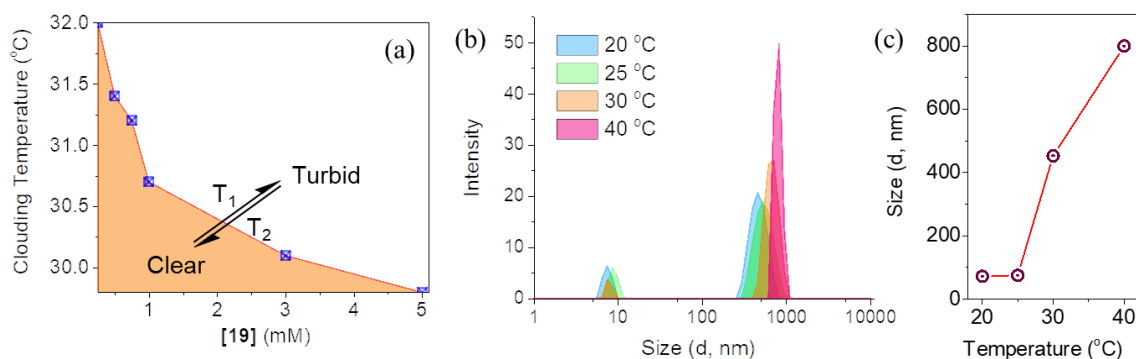 (a)
Clouding Temperature (°C)
32.0
31.5
31.0
30.5
30.0
T1
T2
Turbid
Clear
1
2
3
4
5
[19] (mM)
(b)
Intensity
50
40
30
20
10
0
20 °C
25 °C
30 °C
40 °C
1
10
100
1000
10000
Size (d, nm)
(c)
Size (d, nm)
800
600
400
200
0
20
25
30
35
40
Temperature (°C)